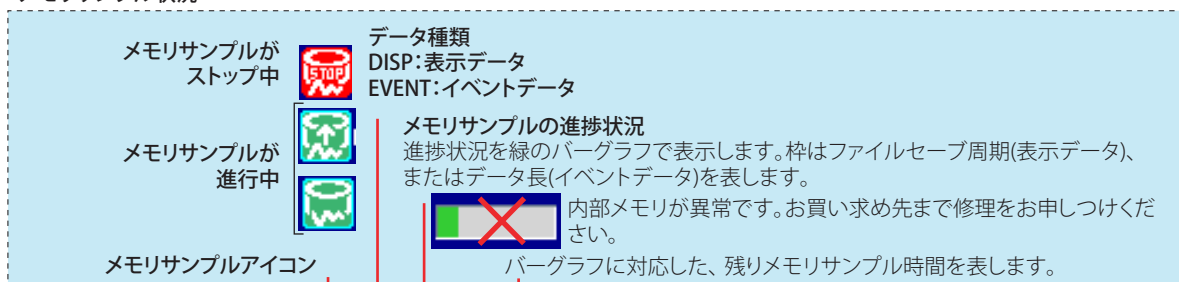 メモリサンプルが
ストップ中
STOP
データ種類
DISP：表示データ
EVENT：イベントデータ
メモリサンプルが
進行中
メモリサンプルの進捗状況
進捗状況を緑のバーグラフで表示します。枠はファイルセーブ周期(表示データ)、
またはデータ長(イベントデータ)を表します。
内部メモリが異常です。お買い求め先まで修理をお申しつけくだ
さい。
メモリサンプルアイコン
バーグラフに対応した、残りメモリサンプル時間を表します。